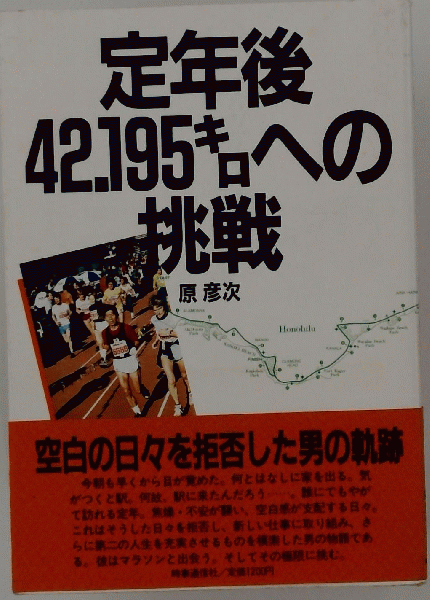 定年後
42.195キロへの
挑戦
原 彦次
Honolulu
空白の日々を拒否した男の軌跡
今朝も早くから目が覚めた。何とはなしに家を出る。気
がつくと駅。何故、駅に来たんだろう……。誰にでもやが
て訪れる定年。焦燥・不安が襲い、空白感が支配する日々。
これはそうした日々を拒否し、新しい仕事に取り組み、さ
らに第二の人生を充実させるものを模索した男の物語であ
る。彼はマラソンと出会う。そしてその極限に挑む。
時事通信社/定価1200円